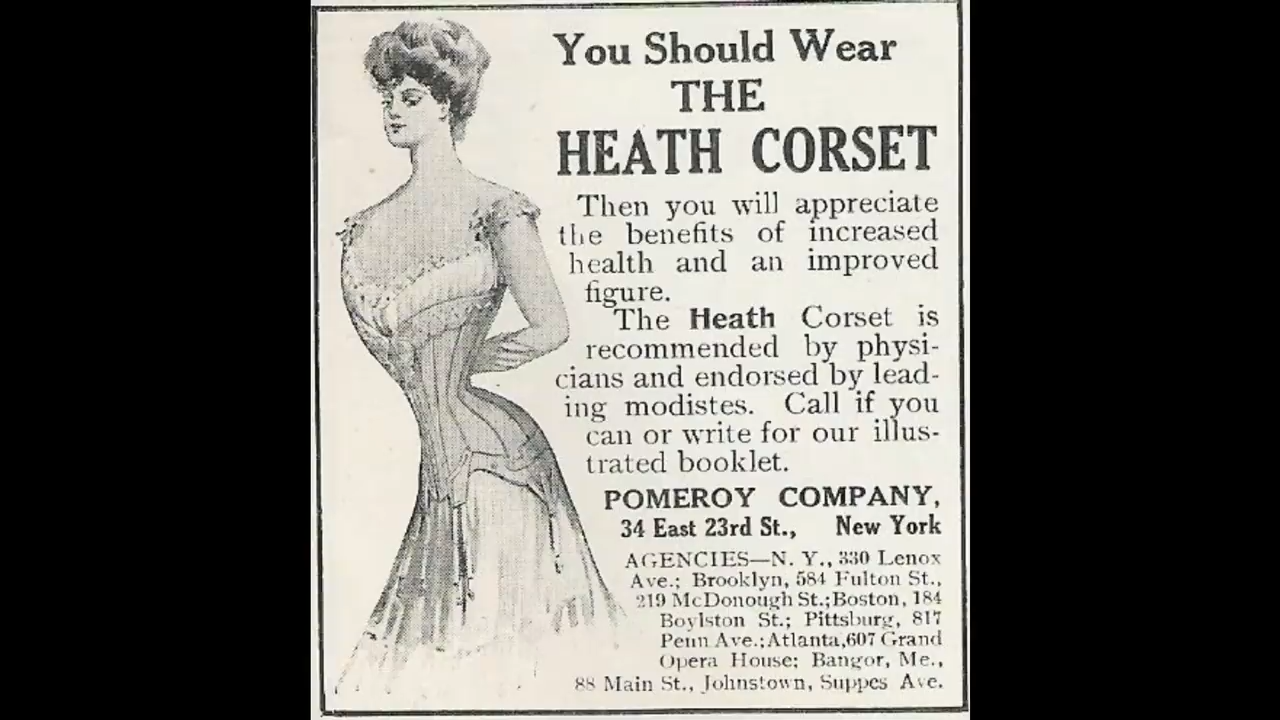 You Should Wear
THE
HEATH CORSET
Then you will appreciate
the benefits of increased
health and an improved
figure.
The Heath Corset is
recommended by physi-
cians and endorsed by lead-
ing modistes. Call if you
can or write for our illus-
trated booklet.
POMEROY COMPANY,
34 East 23rd St., New York
AGENCIES—N. Y., 330 Lenox
Ave.; Brooklyn, 584 Fulton St.,
219 McDonough St.; Boston, 184
Boylston St.; Pittsburg, 817
Penn Ave.; Atlanta, 607 Grand
Opera House; Bangor, Me.,
88 Main St., Johnstown, Suppes Ave.